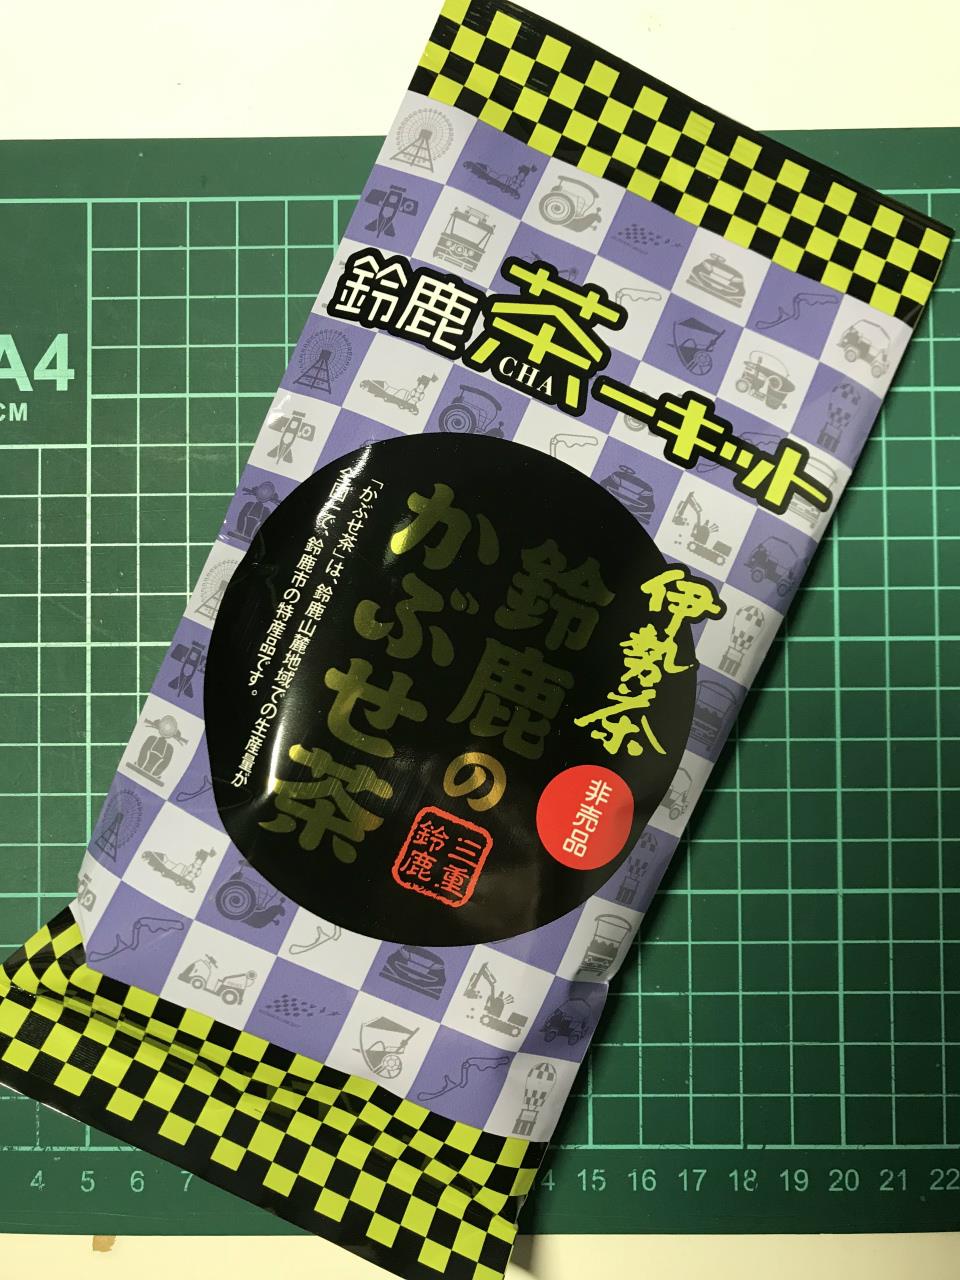 鈴鹿茶ーキット
CHA
伊勢茶
非売品
鈴鹿の
かぶせ茶
三重
鈴鹿
「かぶせ茶」は、鈴鹿山麓地域での生産量が
全国一で、鈴鹿市の特産品です。
A4
CM
4 5 6 7 14 15 16 17 18 19 20 21 22